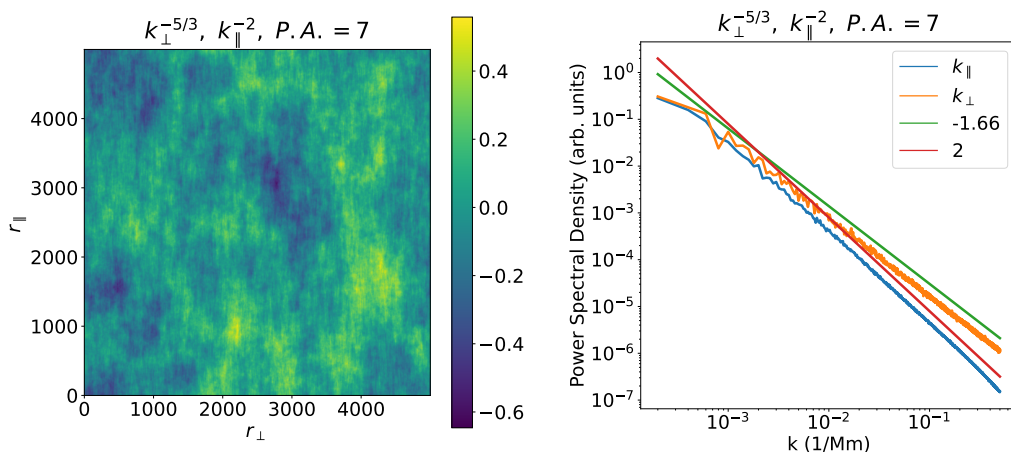 k⊥^{-5/3}, k∥^{-2}, P.A. = 7
4000
3000
2000
1000
0
r∥
0 1000 2000 3000 4000
r⊥
0.4
0.2
0.0
−0.2
−0.4
−0.6
k⊥^{-5/3}, k∥^{-2}, P.A. = 7
Power Spectral Density (arb. units)
10^0
10^{-1}
10^{-2}
10^{-3}
10^{-4}
10^{-5}
10^{-6}
10^{-7}
10^{-3} 10^{-2} 10^{-1}
k (1/Mm)
k∥
k⊥
-1.66
2